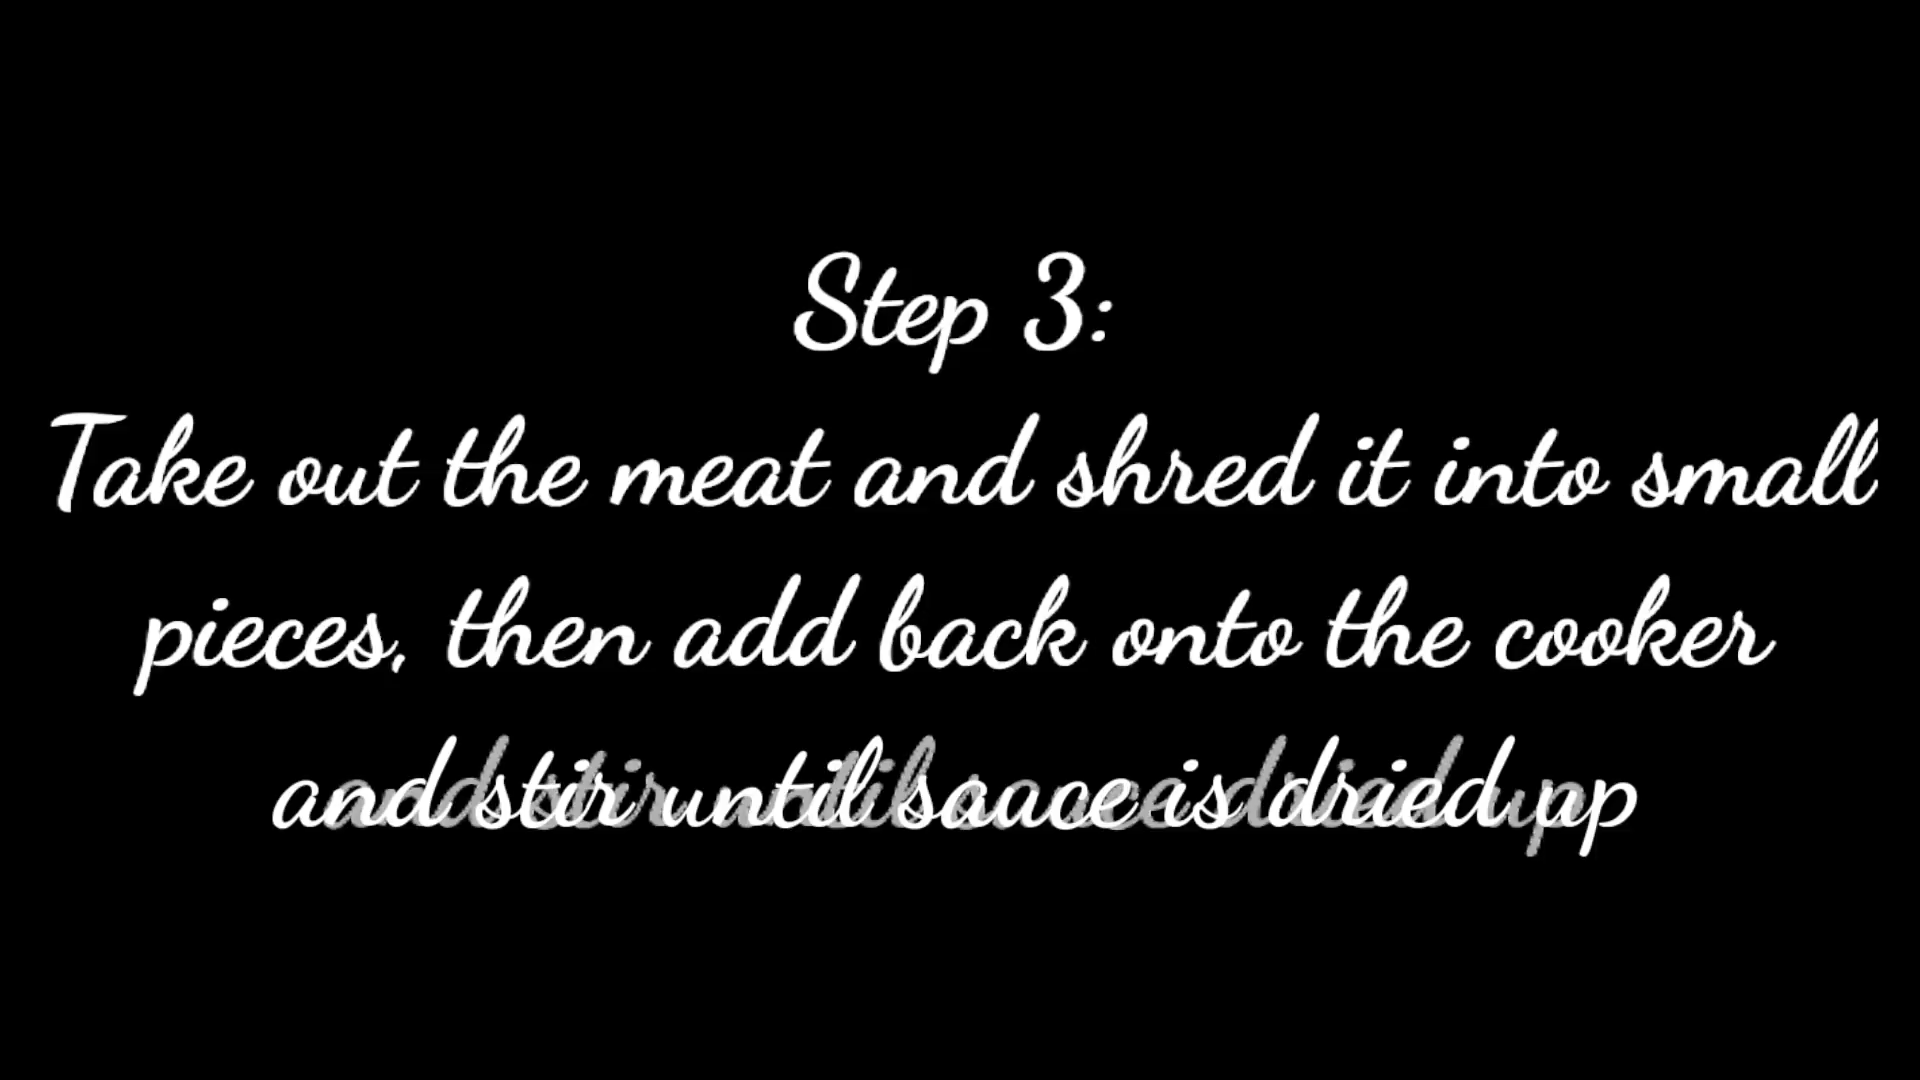 Step 3:
Take out the meat and shred it into small
pieces, then add back onto the cooker
and stir until sauce is dried up